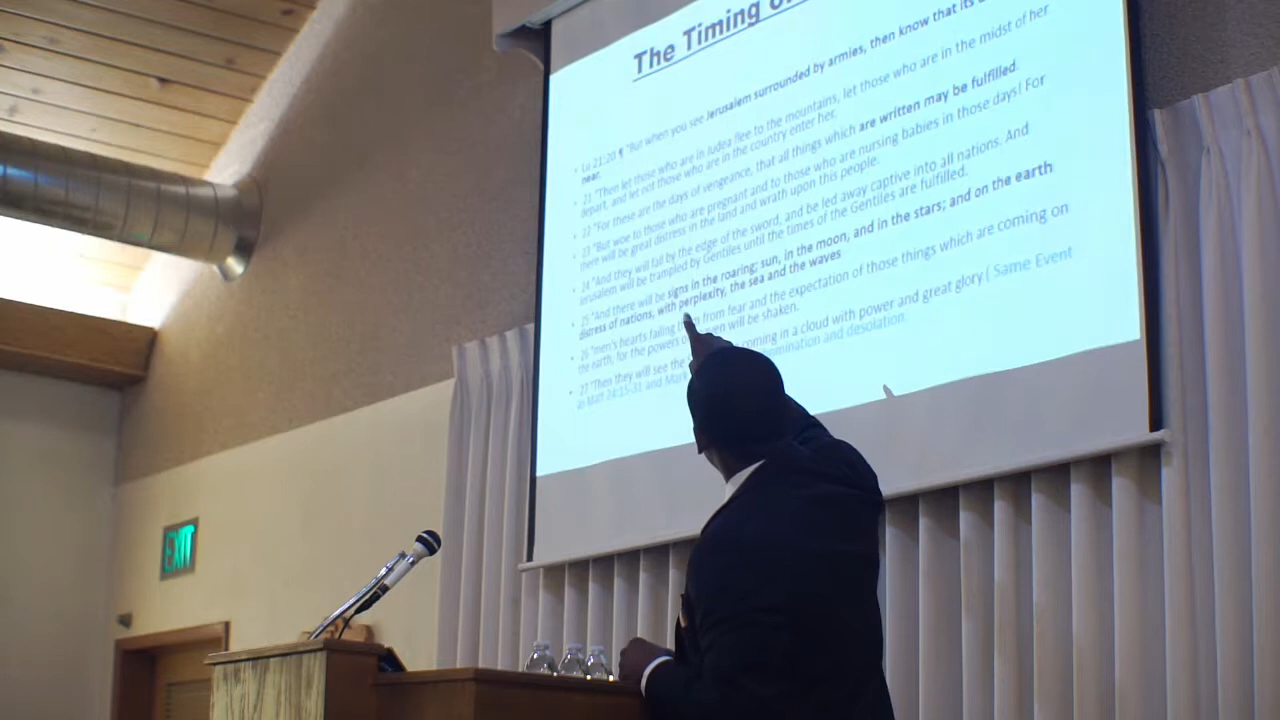 The Timing of
• Lu 21:20 ¶ "But when you see Jerusalem surrounded by armies, then know that its
near.
• 21 "Then let those who are in Judea flee to the mountains, let those who are in the midst of her
depart, and let not those who are in the country enter her.
• 22 "For these are the days of vengeance, that all things which are written may be fulfilled.
• 23 "But woe to those who are pregnant and to those who are nursing babies in those days! For
there will be great distress in the land and wrath upon this people.
• 24 "And they will fall by the edge of the sword, and be led away captive into all nations. And
Jerusalem will be trampled by Gentiles until the times of the Gentiles are fulfilled.
• 25 "And there will be signs in the roaring; sun, in the moon, and in the stars; and on the earth
distress of nations, with perplexity, the sea and the waves
• 26 "men's hearts failing from fear and the expectation of those things which are coming on
the earth, for the powers will be shaken.
• 27 "Then they will see the coming in a cloud with power and great glory ( Same Event
as Matt 24:15-31 and Mark and desolation.
EXIT